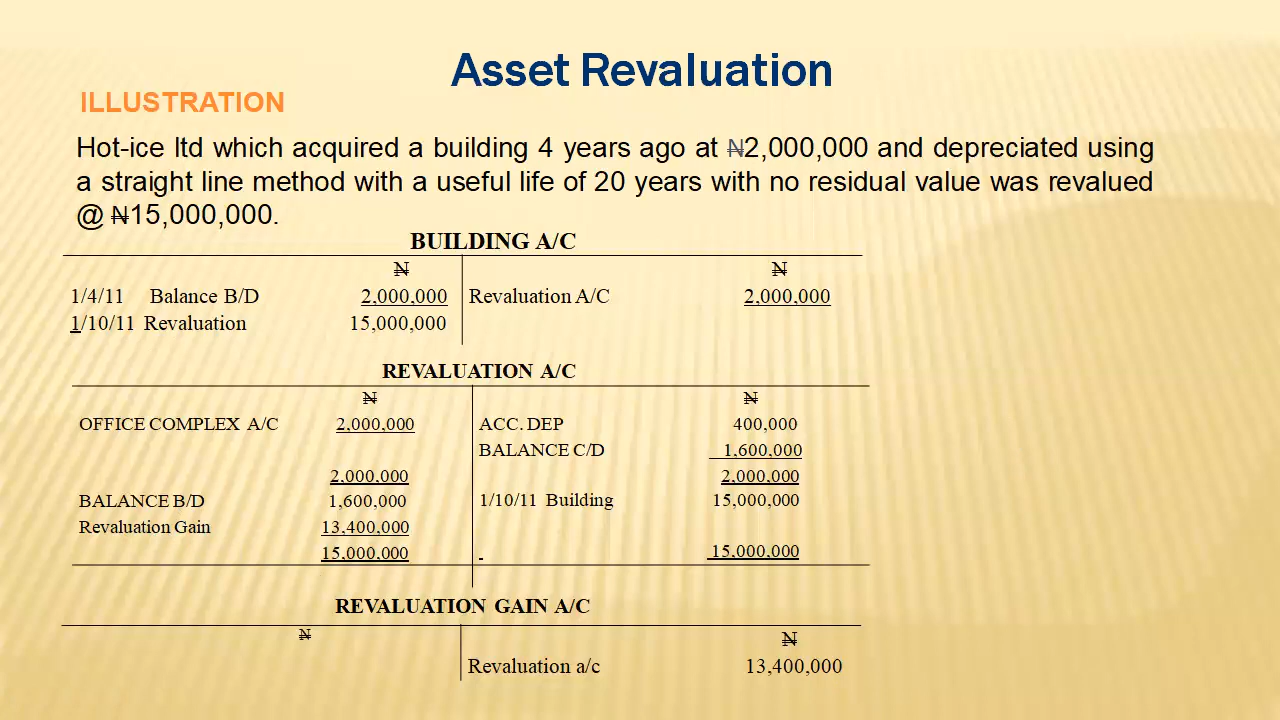 Asset Revaluation
ILLUSTRATION
Hot-ice ltd which acquired a building 4 years ago at ₦2,000,000 and depreciated using
a straight line method with a useful life of 20 years with no residual value was revalued
@ ₦15,000,000.
BUILDING A/C
₦ ₦
1/4/11 Balance B/D 2,000,000 Revaluation A/C 2,000,000
1/10/11 Revaluation 15,000,000
REVALUATION A/C
₦ ₦
OFFICE COMPLEX A/C 2,000,000 ACC. DEP 400,000
BALANCE C/D 1,600,000
2,000,000 2,000,000
BALANCE B/D 1,600,000 1/10/11 Building 15,000,000
Revaluation Gain 13,400,000
15,000,000 15,000,000
REVALUATION GAIN A/C
₦ ₦
Revaluation a/c 13,400,000